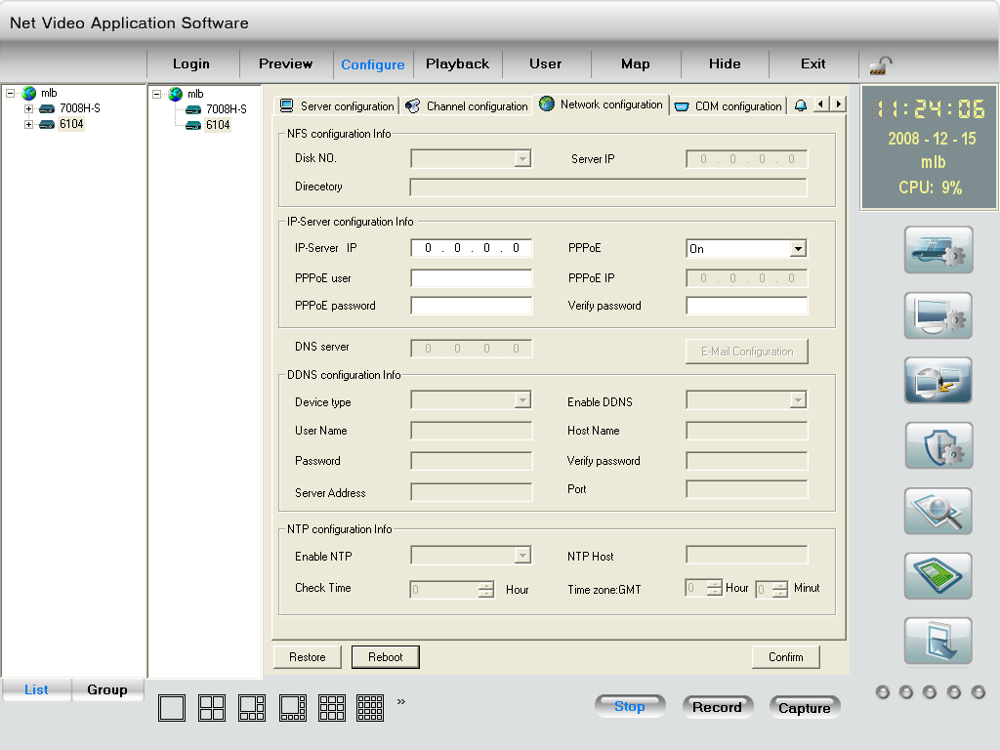 Net Video Application Software
Login Preview Configure Playback User Map Hide Exit
mlb
7008H-S
6104
mlb
7008H-S
6104
Server configuration Channel configuration Network configuration COM configuration
NFS configuration Info
Disk NO. Server IP 0 . 0 . 0 . 0
Direcetory
IP-Server configuration Info
IP-Server IP 0 . 0 . 0 . 0 PPPoE On
PPPoE user PPPoE IP 0 . 0 . 0 . 0
PPPoE password Verify password
DNS server 0 . 0 . 0 . 0 E-Mail Configuration
DDNS configuration Info
Device type Enable DDNS
User Name Host Name
Password Verify password
Server Address Port
NTP configuration Info
Enable NTP NTP Host
Check Time 0 Hour Time zone:GMT 0 Hour 0 Minut
Restore Reboot Confirm
11:24:06
2008 - 12 - 15
mlb
CPU: 9%
List Group
»
Stop Record Capture